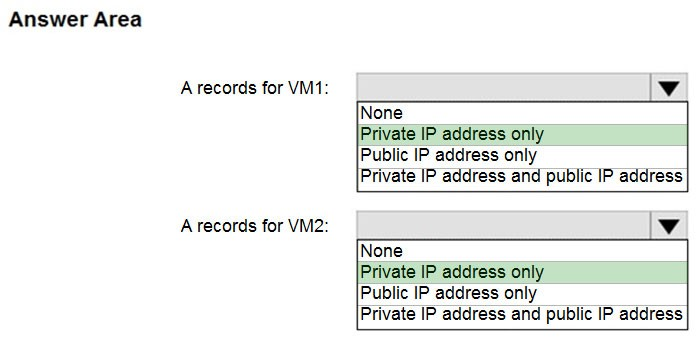 Answer Area
A records for VM1:
None
Private IP address only
Public IP address only
Private IP address and public IP address
A records for VM2:
None
Private IP address only
Public IP address only
Private IP address and public IP address